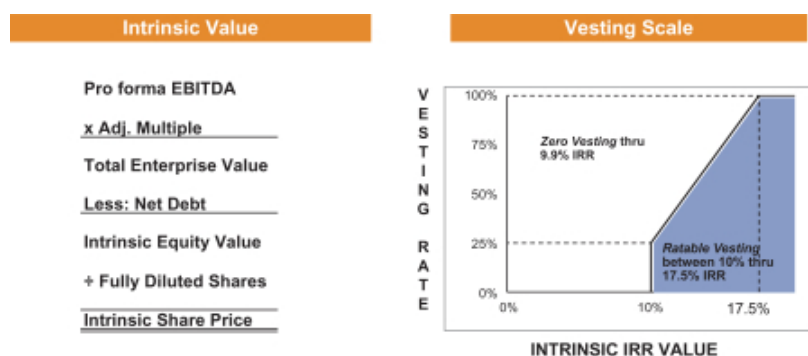 Intrinsic Value
Pro forma EBITDA
x Adj. Multiple
Total Enterprise Value
Less: Net Debt
Intrinsic Equity Value
÷ Fully Diluted Shares
Intrinsic Share Price
Vesting Scale
VESTING RATE
100%
75%
50%
25%
0%
Zero Vesting thru
9.9% IRR
Ratable Vesting
between 10% thru
17.5% IRR
0% 10% 17.5%
INTRINSIC IRR VALUE